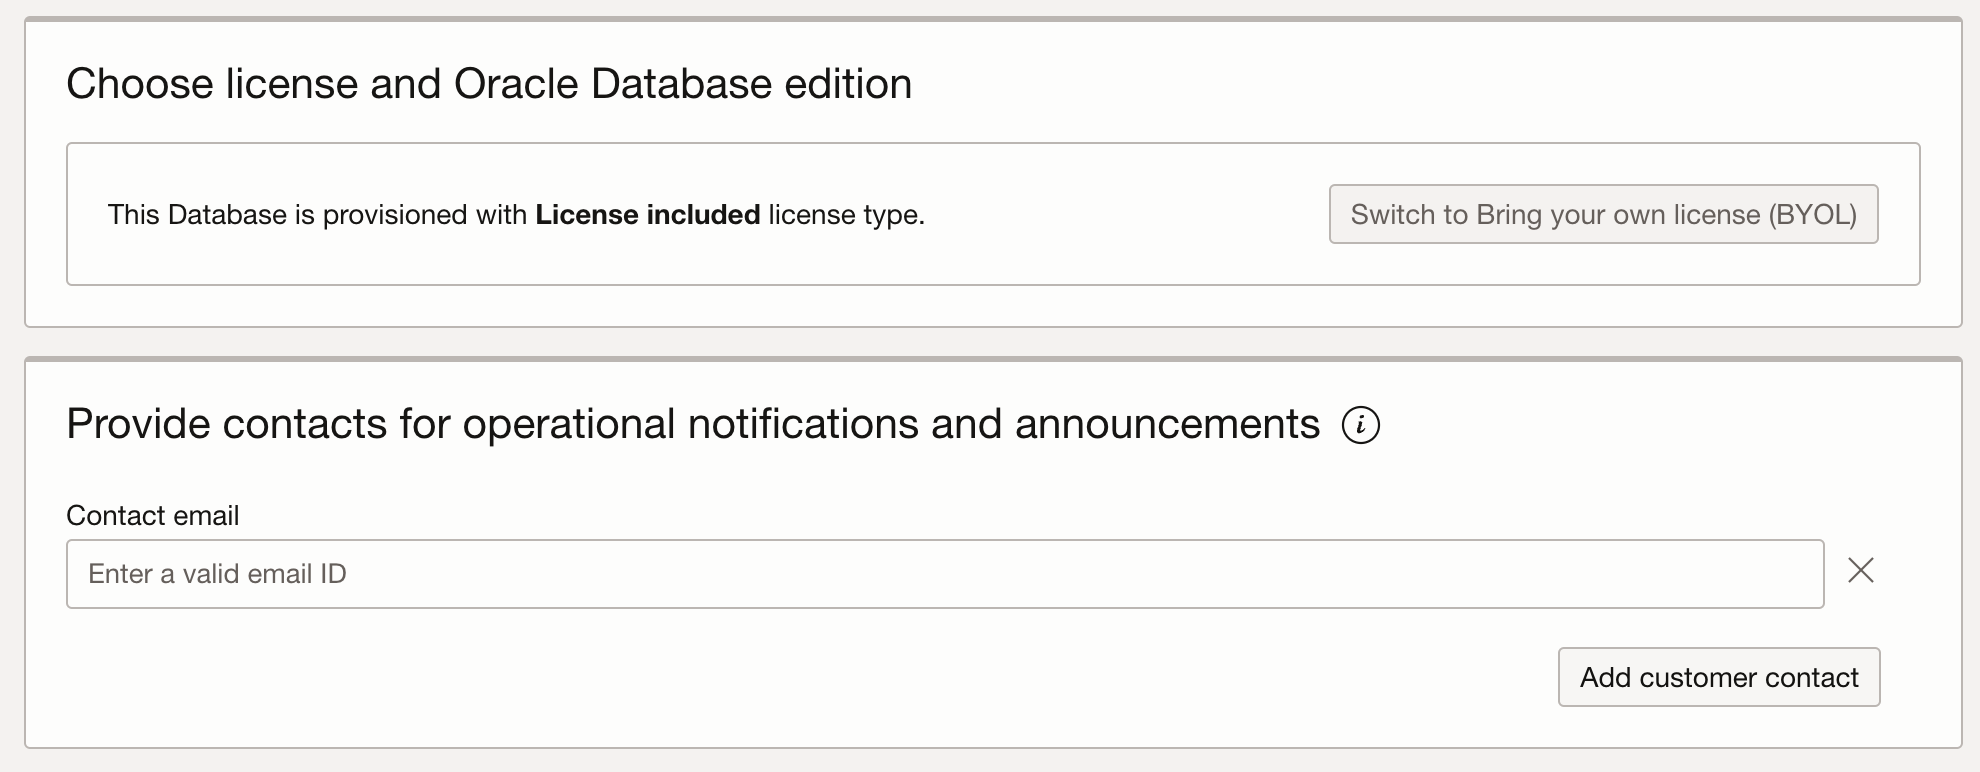 Choose license and Oracle Database edition
This Database is provisioned with License included license type.
Switch to Bring your own license (BYOL)
Provide contacts for operational notifications and announcements
Contact email
Enter a valid email ID
Add customer contact